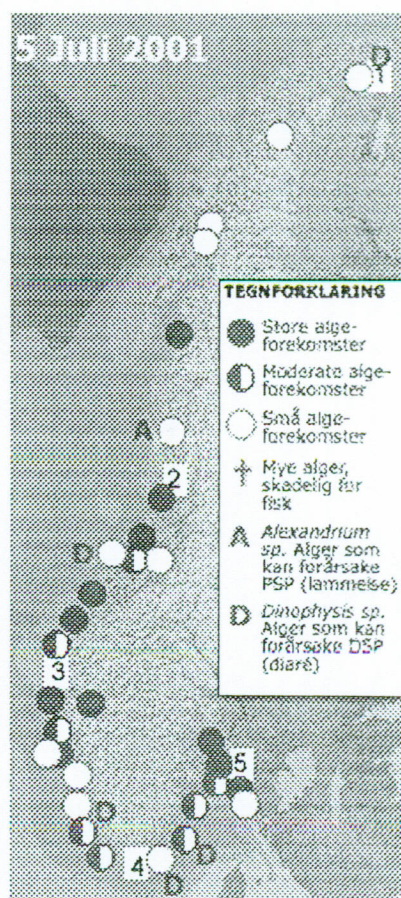 5 Juli 2001
D
1
TEGNFORKLARING
Store alge-
forekomster
Moderate alge-
forekomster
Små alge-
forekomster
A
Mye alger,
skadelig for
fisk
2
A Alexandrium
sp. Alger som
kan forårsake
PSP (lammelse)
D
D Dinophysis sp.
Alger som kan
forårsake DSP
(diaré)
3
5
D
D
4
D